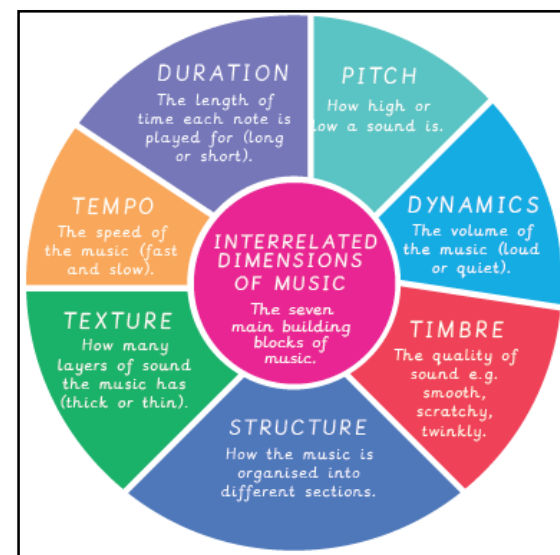 INTERRELATED
DIMENSIONS
OF MUSIC
The seven
main building
blocks of
music.
PITCH
How high or
low a sound is.
DYNAMICS
The volume of
the music (loud
or quiet).
TIMBRE
The quality of
sound e.g.
smooth,
scratchy,
twinkly.
STRUCTURE
How the music is
organised into
different sections.
TEXTURE
How many
layers of sound
the music has
(thick or thin).
TEMPO
The speed of
the music (fast
and slow).
DURATION
The length of
time each note is
played for (long
or short).